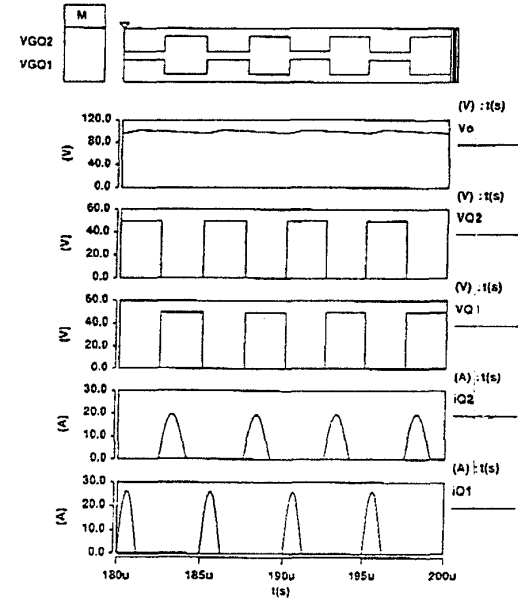 M
VGQ2
VGQ1
(V) : t(s)
Vo
120.0
80.0
40.0
0.0
(V)
(V) : t(s)
VQ2
60.0
40.0
20.0
0.0
(V)
(V) : t(s)
VQ1
60.0
40.0
20.0
0.0
(V)
(A) : t(s)
iQ2
30.0
20.0
10.0
0.0
(A)
(A) : t(s)
iQ1
30.0
20.0
10.0
0.0
(A)
180u 185u 190u 195u 200u
t(s)